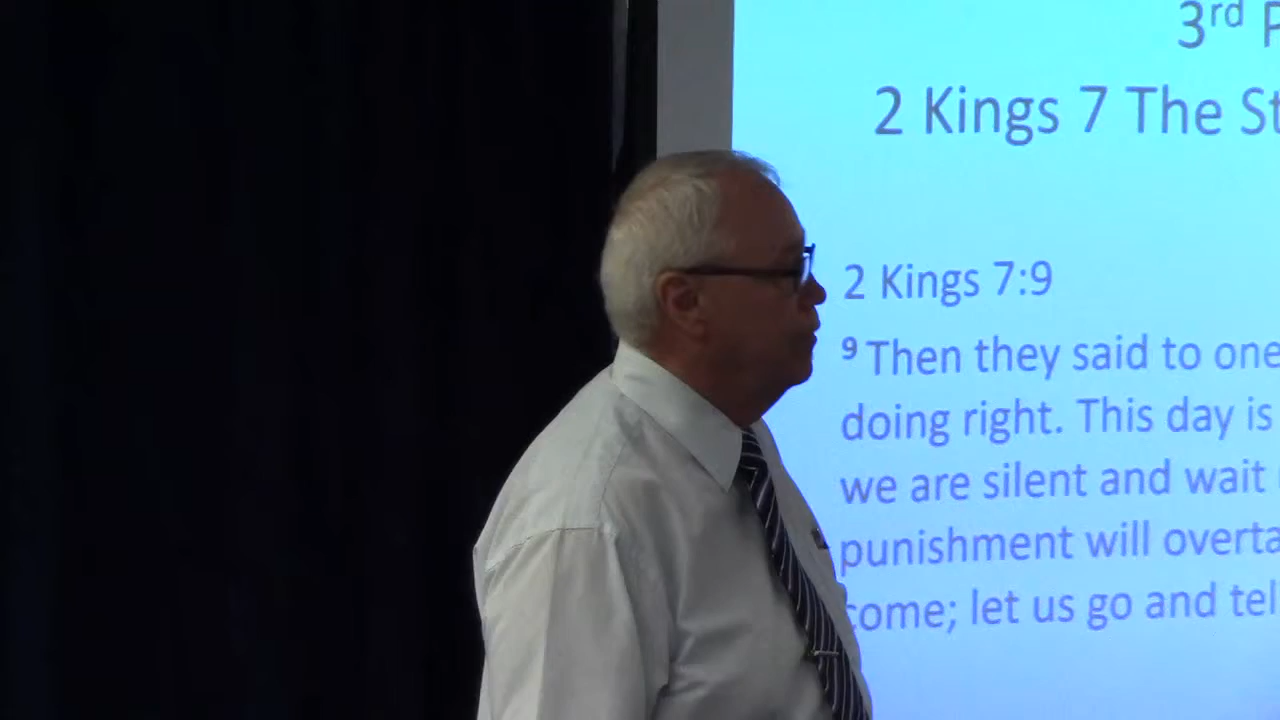 3rd
2 Kings 7 The
2 Kings 7:9
9 Then they said to one
doing right. This day is
we are silent and wait
punishment will
come; let us go and